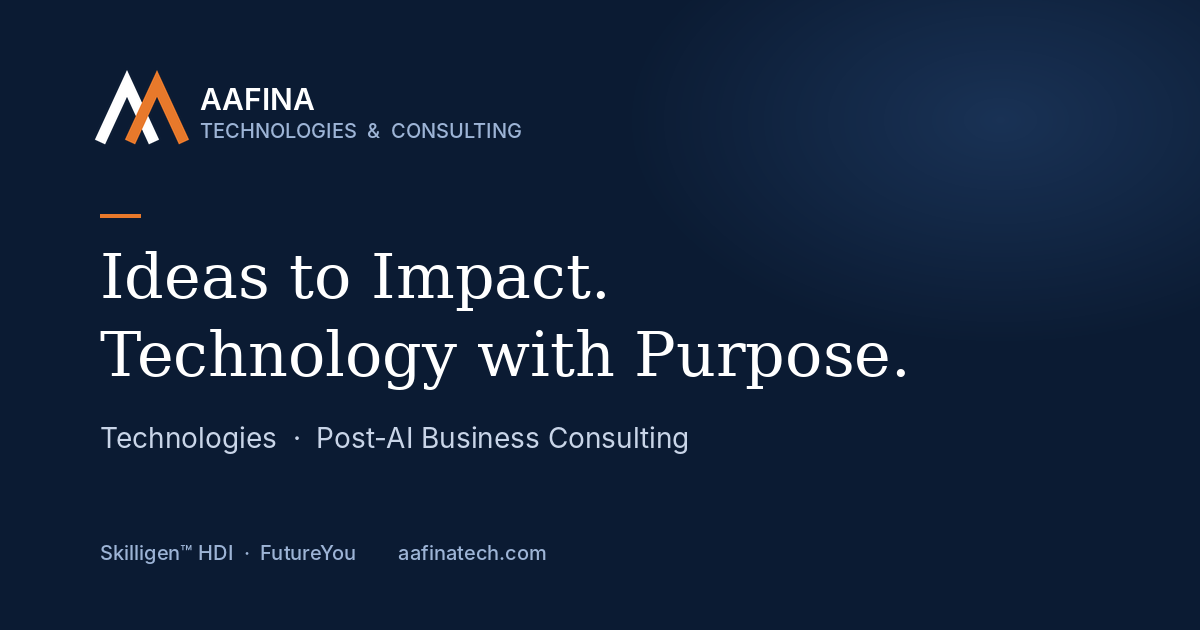 AAFINA
TECHNOLOGIES & CONSULTING
Ideas to Impact.
Technology with Purpose.
Technologies · Post-AI Business Consulting
Skilligen™ HDI · FutureYou aafinatech.com